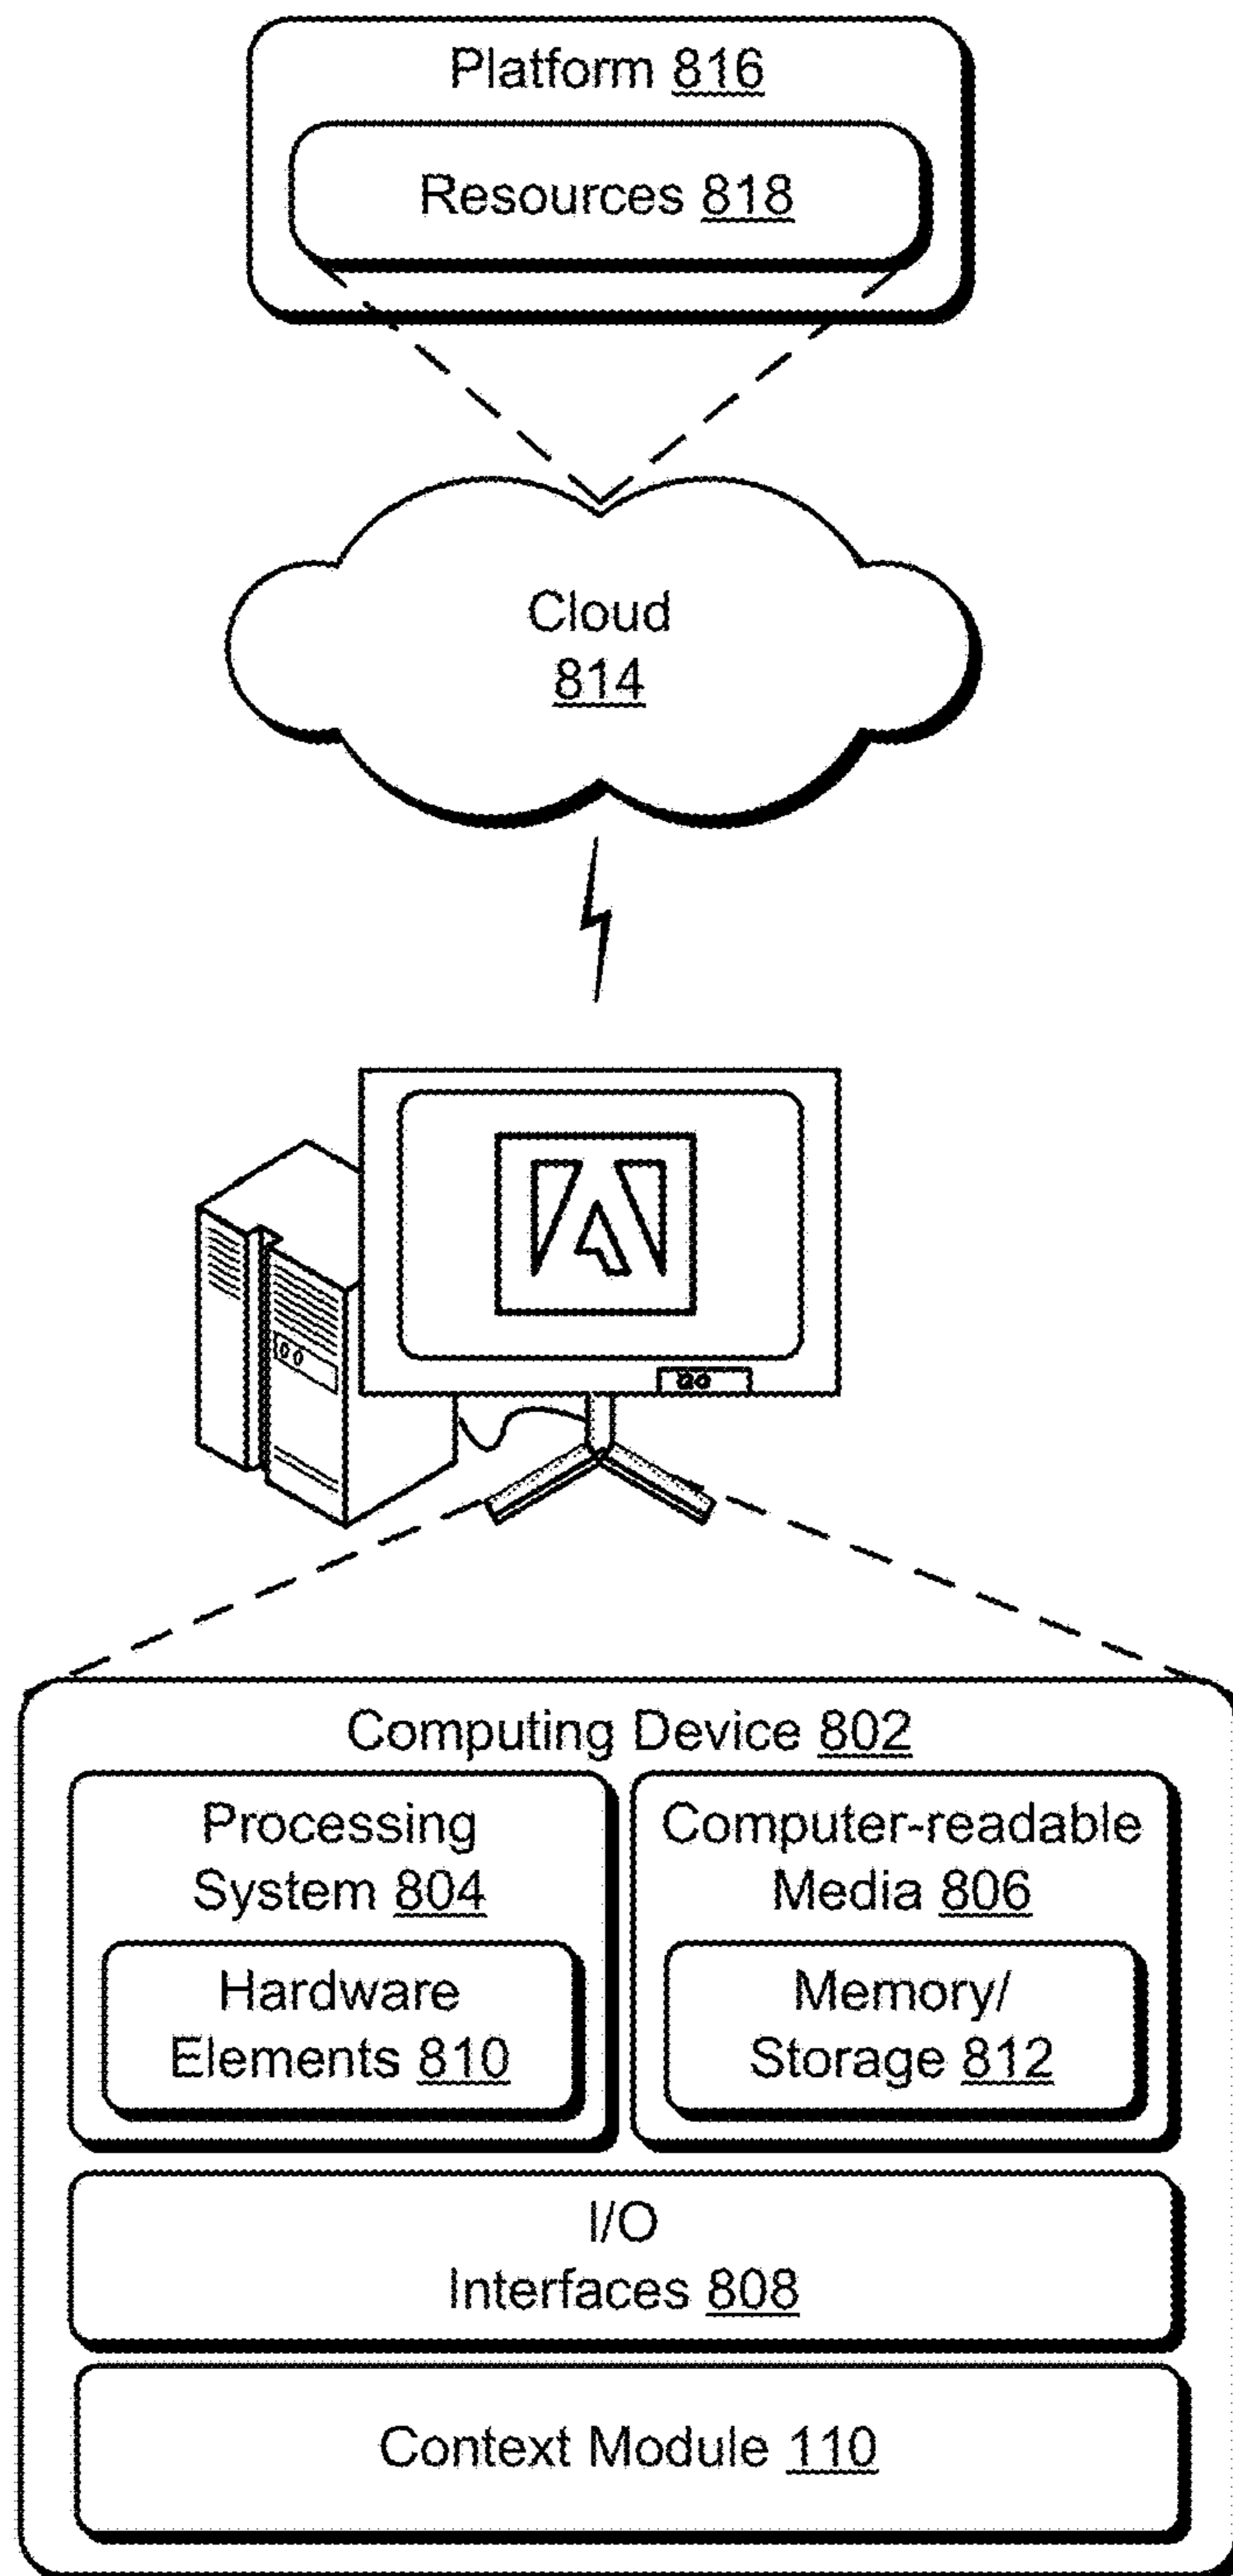 Platform 816
Resources 818
Cloud
814
Computing Device 802
Processing
System 804
Hardware
Elements 810
Computer-readable
Media 806
Memory/
Storage 812
I/O
Interfaces 808
Context Module 110